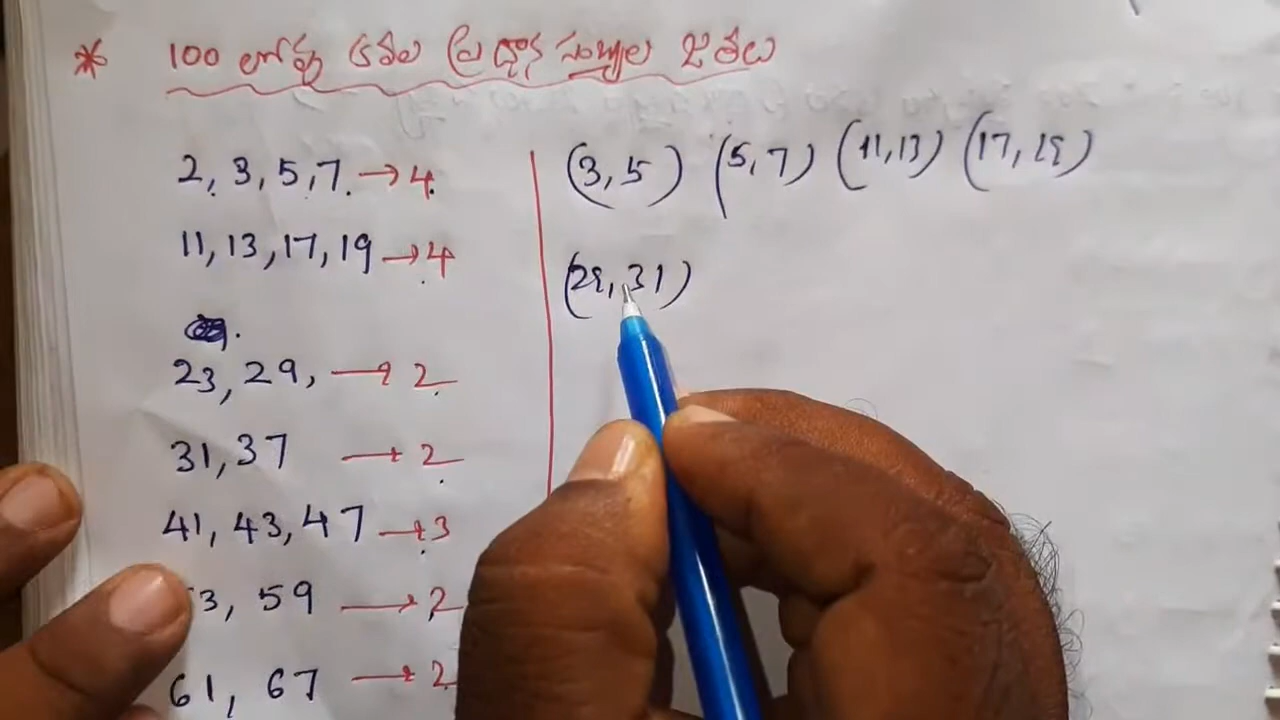 * 100 లోపు కవల ప్రధాన సంఖ్యల జతలు
2, 3, 5, 7. → 4
11, 13, 17, 19 → 4
23, 29, → 2
31, 37 → 2
41, 43, 47 → 3
3, 59 → 2
61, 67 → 2
(3, 5) (5, 7) (11, 13) (17, 19)
(29, 31)